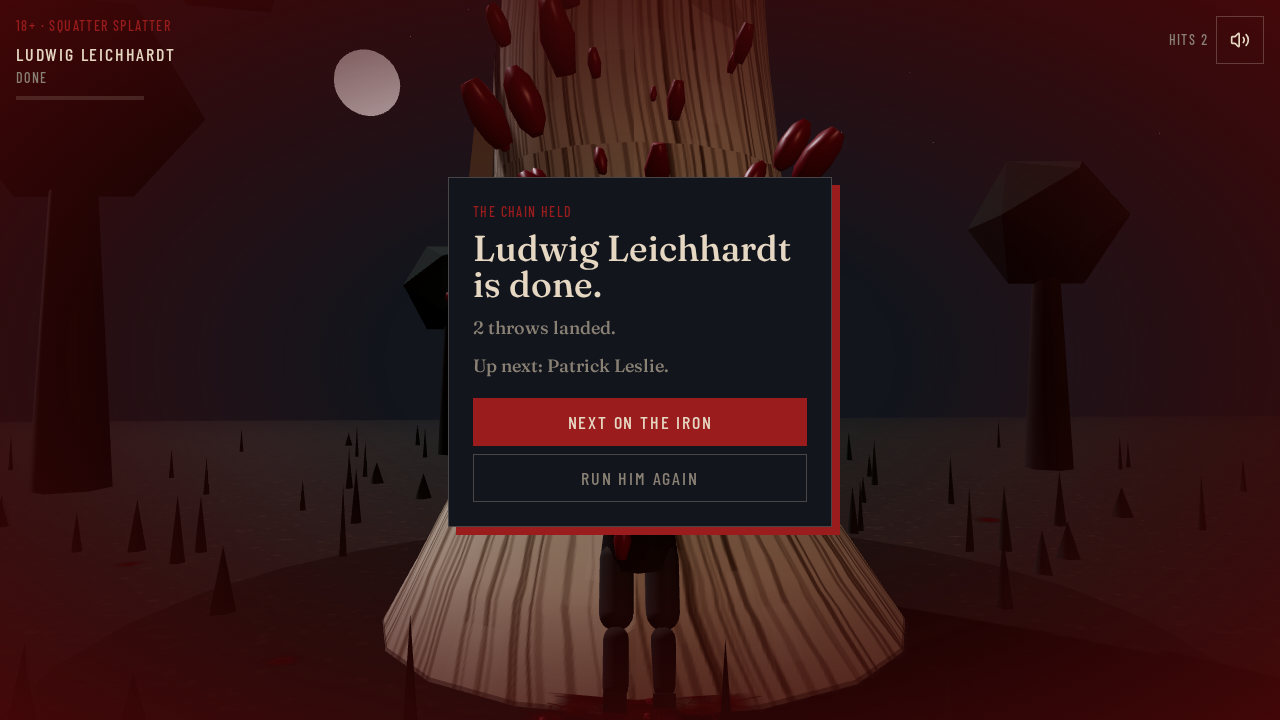 18+ · SQUATTER SPLATTER
LUDWIG LEICHHARDT
DONE
HITS 2
THE CHAIN HELD
Ludwig Leichhardt
is done.
2 throws landed.
Up next: Patrick Leslie.
NEXT ON THE IRON
RUN HIM AGAIN